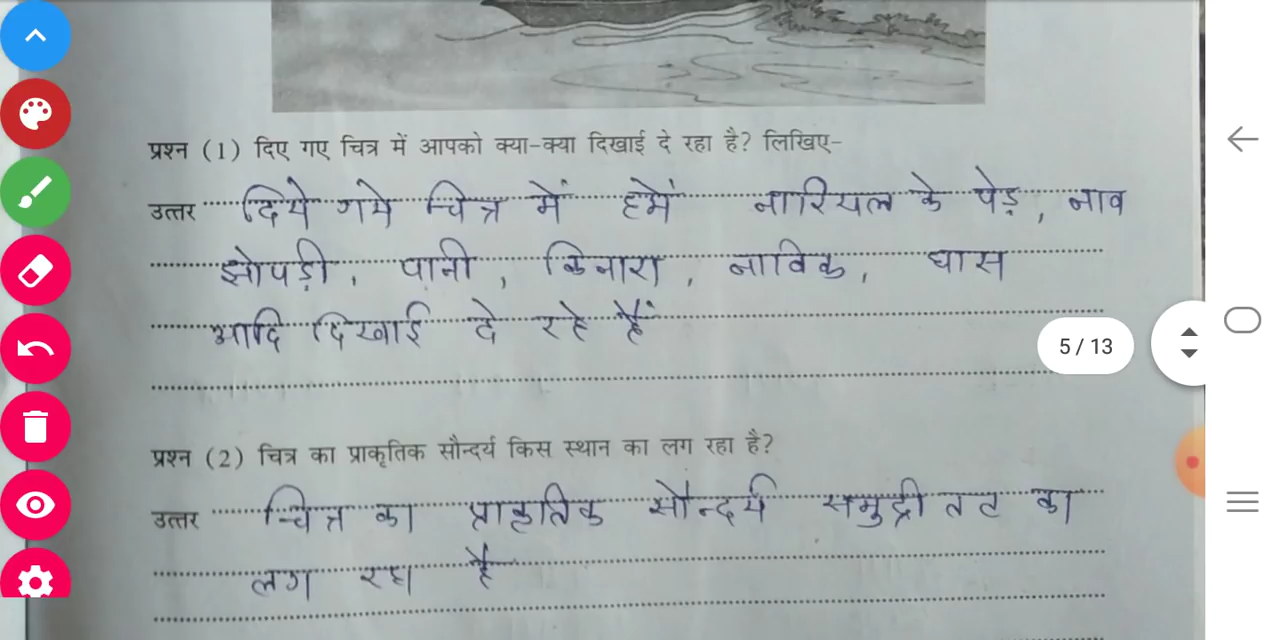 प्रश्न (1) दिए गए चित्र में आपको क्या-क्या दिखाई दे रहा है? लिखिए-
उत्तर दिये गये चित्र में हमें नारियल के पेड़, नाव
झोपड़ी, पानी, किनारा, नाविक, घास
आदि दिखाई दे रहे हैं
5 / 13
प्रश्न (2) चित्र का प्राकृतिक सौन्दर्य किस स्थान का लग रहा है?
उत्तर चित्र का प्राकृतिक सौन्दर्य समुद्री तट का
लग रहा है